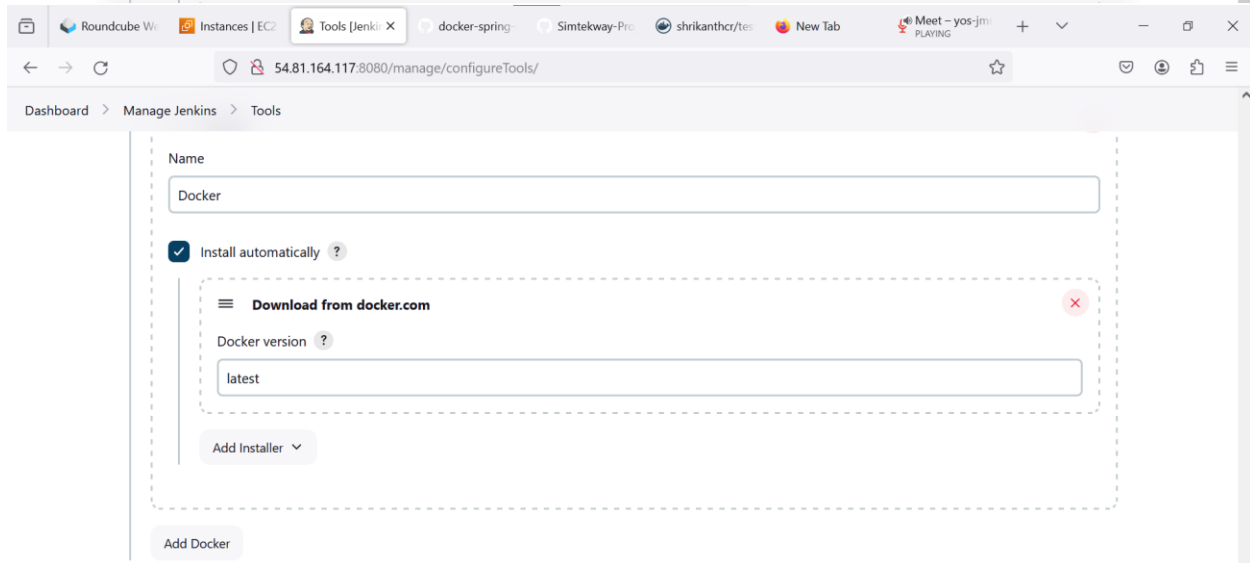 Roundcube We
Instances | EC2
Tools [Jenki
docker-spring-
Simtekway-Pro
shrikanthcr/tes
New Tab
Meet – yos-jm
PLAYING
54.81.164.117:8080/manage/configureTools/
Dashboard > Manage Jenkins > Tools
Name
Docker
Install automatically ?
Download from docker.com
Docker version ?
latest
Add Installer
Add Docker